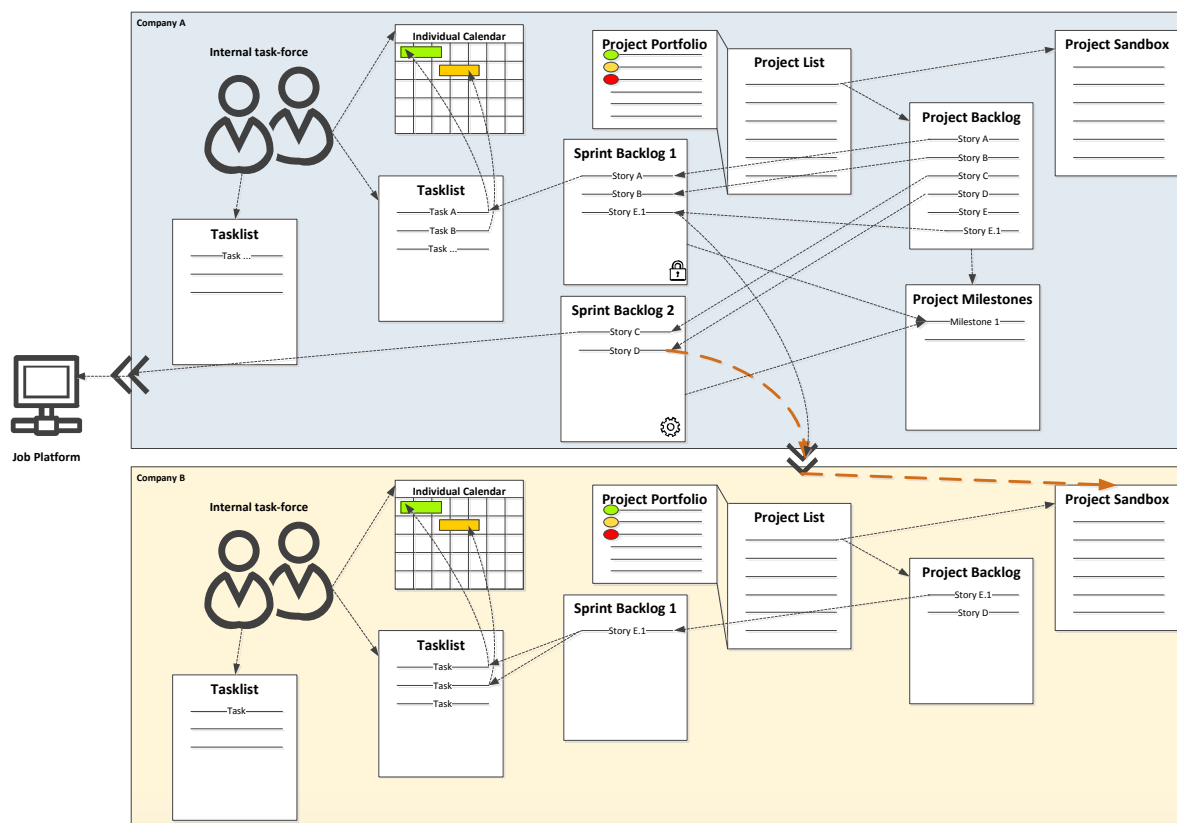 Company A
Internal task-force
Individual Calendar
Project Portfolio
Project List
Project Sandbox
Project Backlog
Story A
Story B
Story C
Story D
Story E
Story E.1
Sprint Backlog 1
Story A
Story B
Story E.1
Tasklist
Task A
Task B
Task ...
Tasklist
Task ...
Sprint Backlog 2
Story C
Story D
Project Milestones
Milestone 1
Job Platform
Company B
Internal task-force
Individual Calendar
Project Portfolio
Project List
Project Sandbox
Project Backlog
Story E.1
Story D
Sprint Backlog 1
Story E.1
Tasklist
Task
Task
Task
Tasklist
Task